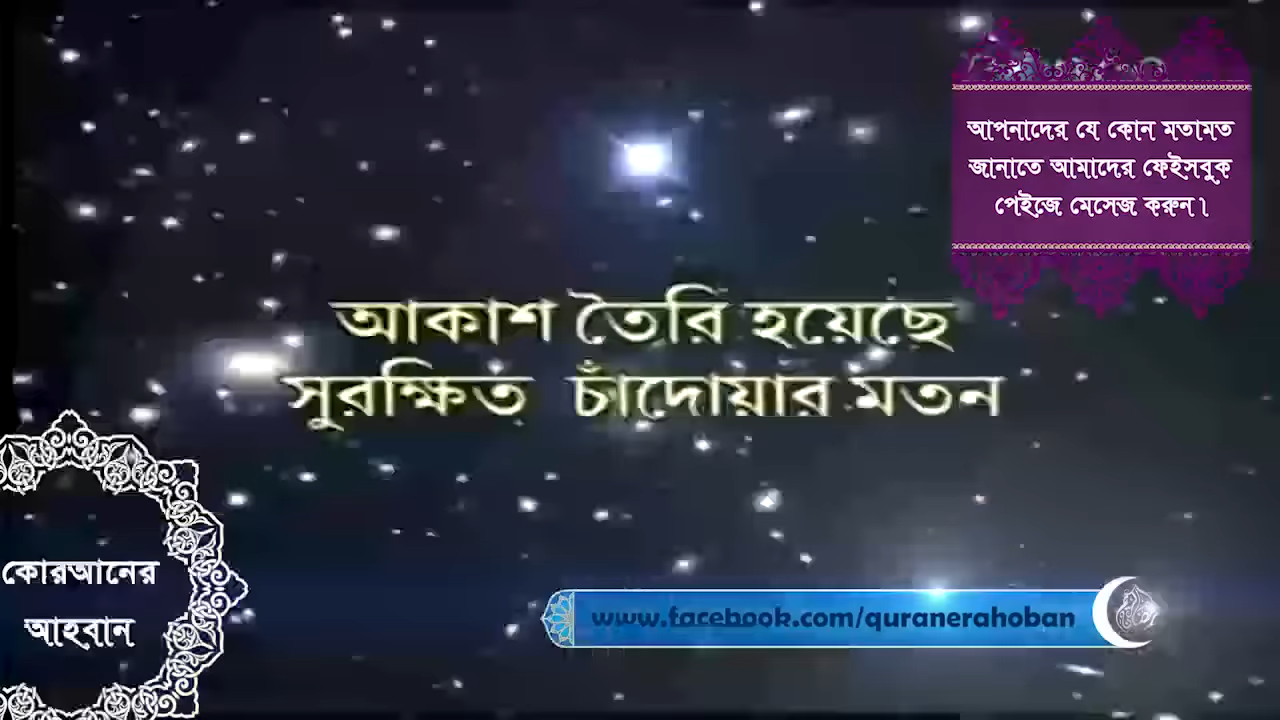 আপনাদের যে কোন মতামত
জানাতে আমাদের ফেইসবুক
পেইজে মেসেজ করুন।
আকাশ তৈরি হয়েছে
সুরক্ষিত চাঁদোয়ার মতন
কোরআনের
আহবান
www.facebook.com/quranerahoban